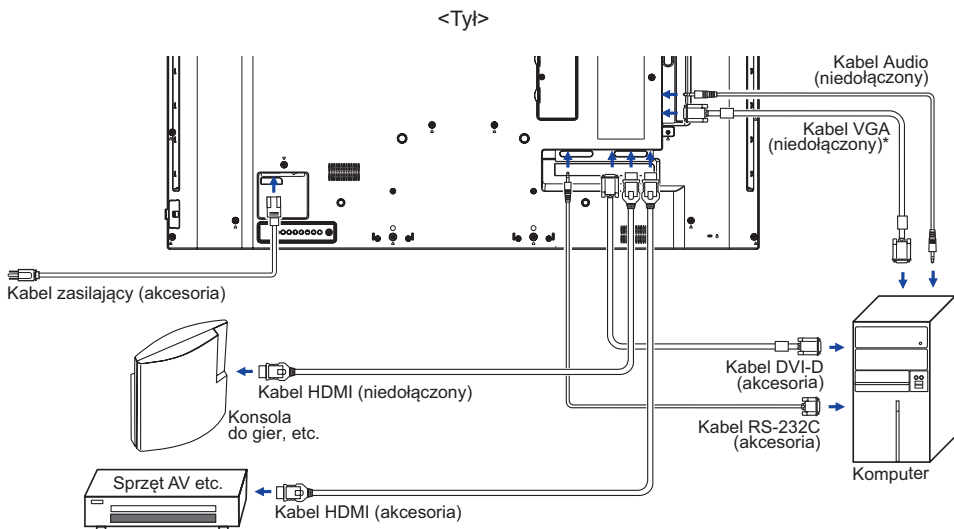 <Tył>
Kabel Audio
(niedołączony)
Kabel VGA
(niedołączony)*
Kabel zasilający (akcesoria)
Kabel HDMI (niedołączony)
Konsola
do gier, etc.
Kabel DVI-D
(akcesoria)
Kabel RS-232C
(akcesoria)
Komputer
Sprzęt AV etc.
Kabel HDMI (akcesoria)